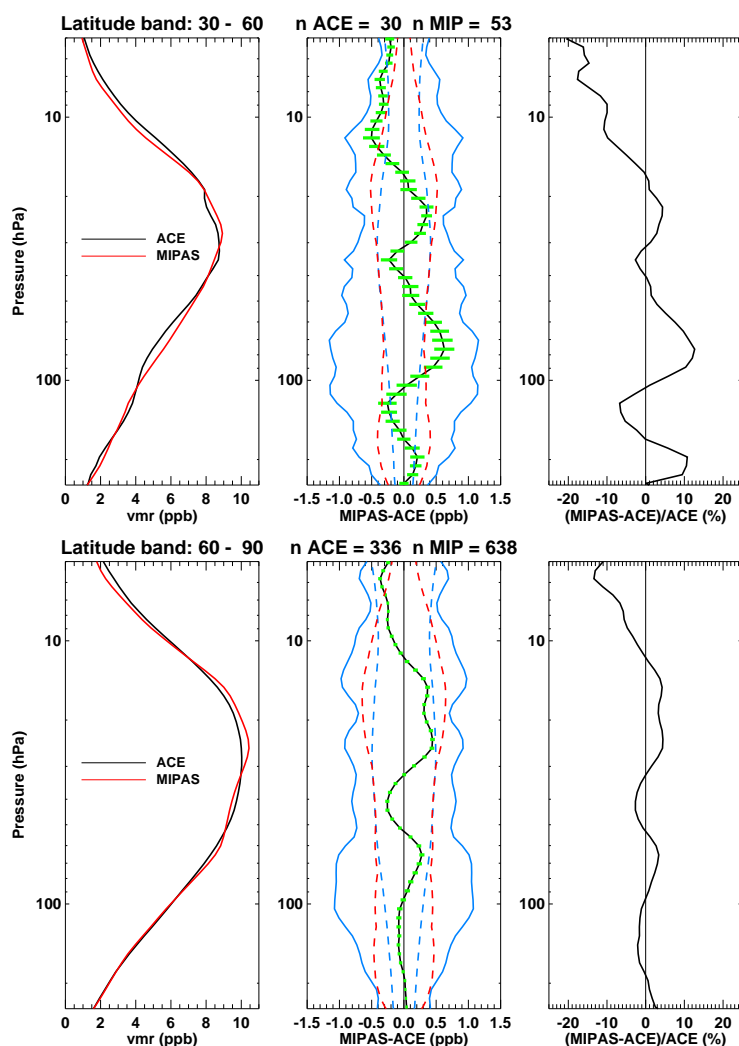 Latitude band: 30 - 60 n ACE = 30 n MIP = 53
10
10
Pressure (hPa)
ACE
MIPAS
100
100
0 2 4 6 8 10 -1.5 -1.0 -0.5 0.0 0.5 1.0 1.5 -20 -10 0 10 20
vmr (ppb) MIPAS-ACE (ppb) (MIPAS-ACE)/ACE (%)
Latitude band: 60 - 90 n ACE = 336 n MIP = 638
10 10 10
Pressure (hPa)
ACE
MIPAS
100 100 100
0 2 4 6 8 10 -1.5 -1.0 -0.5 0.0 0.5 1.0 1.5 -20 -10 0 10 20
vmr (ppb) MIPAS-ACE (ppb) (MIPAS-ACE)/ACE (%)